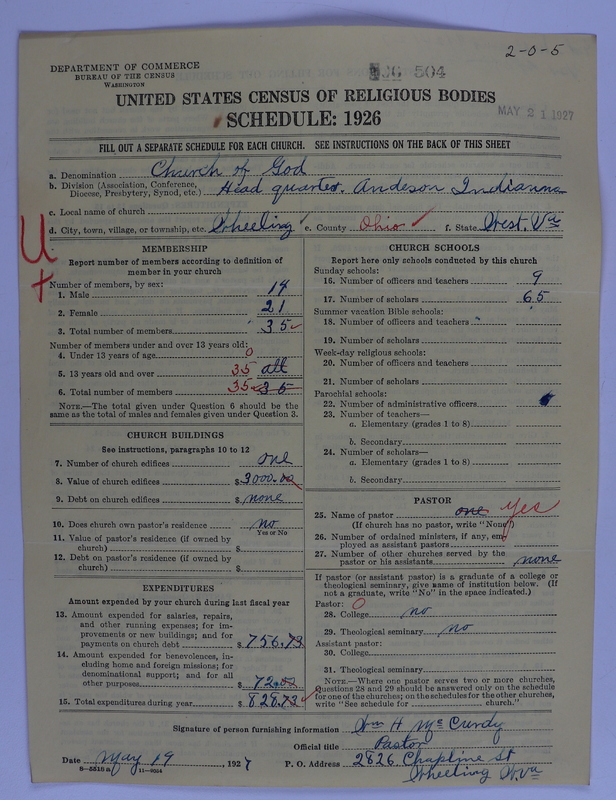 2-0-5
DEPARTMENT OF COMMERCE
BUREAU OF THE CENSUS
WASHINGTON
504
UNITED STATES CENSUS OF RELIGIOUS BODIES
MAY 21 1927
SCHEDULE: 1926
FILL OUT A SEPARATE SCHEDULE FOR EACH CHURCH. SEE INSTRUCTIONS ON THE BACK OF THIS SHEET
a. Denomination Church of God
b. Division (Association, Conference, Diocese, Presbytery, Synod, etc.) Head quarter. Andeson Indianna
c. Local name of church
d. City, town, village, or township, etc. Wheeling e. County Ohio f. State West. Va
U
+
MEMBERSHIP
Report number of members according to definition of
member in your church
Number of members, by sex:
1. Male 14
2. Female 21
3. Total number of members 35
Number of members under and over 13 years old:
4. Under 13 years of age 0
5. 13 years old and over 35 all
6. Total number of members 35 35
NOTE.—The total given under Question 6 should be
the same as the total of males and females given under Question 3.
CHURCH BUILDINGS
See instructions, paragraphs 10 to 12
7. Number of church edifices one
8. Value of church edifices $3000.00
9. Debt on church edifices $ none
10. Does church own pastor's residence no
Yes or No
11. Value of pastor's residence (if owned by
church) $
12. Debt on pastor's residence (if owned by
church) $
EXPENDITURES
Amount expended by your church during last fiscal year
13. Amount expended for salaries, repairs,
and other running expenses; for im-
provements or new buildings; and for
payments on church debt $ 756.73
14. Amount expended for benevolences, in-
cluding home and foreign missions; for
denominational support; and for all
other purposes $ 72.00
15. Total expenditures during year $ 828.73
CHURCH SCHOOLS
Report here only schools conducted by this church
Sunday schools:
16. Number of officers and teachers 9
17. Number of scholars 65
Summer vacation Bible schools:
18. Number of officers and teachers
19. Number of scholars
Week-day religious schools:
20. Number of officers and teachers
21. Number of scholars
Parochial schools:
22. Number of administrative officers
23. Number of teachers—
a. Elementary (grades 1 to 8)
b. Secondary
24. Number of scholars—
a. Elementary (grades 1 to 8)
b. Secondary
PASTOR
25. Name of pastor one Yes
(If church has no pastor, write "None")
26. Number of ordained ministers, if any, em-
ployed as assistant pastors
27. Number of other churches served by the
pastor or his assistants none
If pastor (or assistant pastor) is a graduate of a college or
theological seminary, give name of institution below. (If
not a graduate, write "No" in the space indicated.)
Pastor: 0
28. College no
29. Theological seminary no
Assistant pastor:
30. College
31. Theological seminary
NOTE.—Where one pastor serves two or more churches,
Questions 28 and 29 should be answered only on the schedule
for one of the churches; on the schedules for the other churches,
write "See schedule for church."
Signature of person furnishing information Wm H McCurdy
Official title Pastor
Date May 19, 1927 P. O. Address 2826 Chapline St
8-5516 a 11-9054 Wheeling W.Va